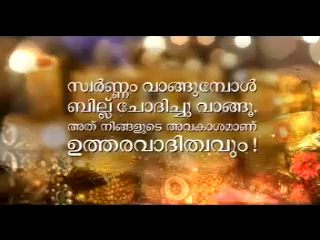 സ്വർണ്ണം വാങ്ങുമ്പോൾ
ബില്ല് ചോദിച്ചു വാങ്ങൂ.
അത് നിങ്ങളുടെ അവകാശമാണ്
ഉത്തരവാദിത്വവും !